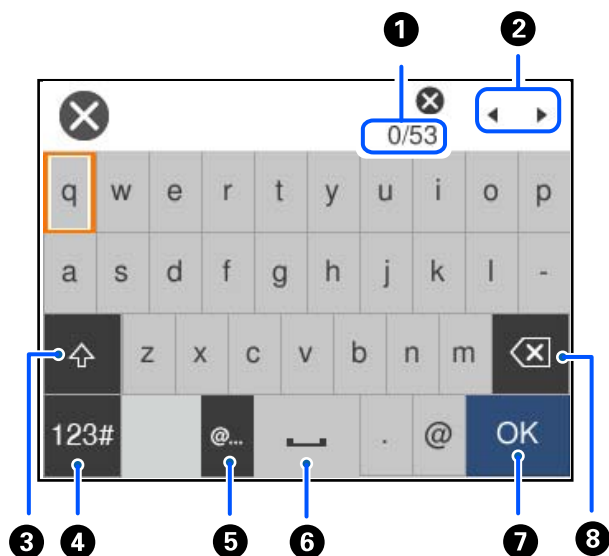 1 2
0/53
q w e r t y u i o p
a s d f g h j k l -
z x c v b n m
123# @... . @ OK
3 4 5 6 7 8